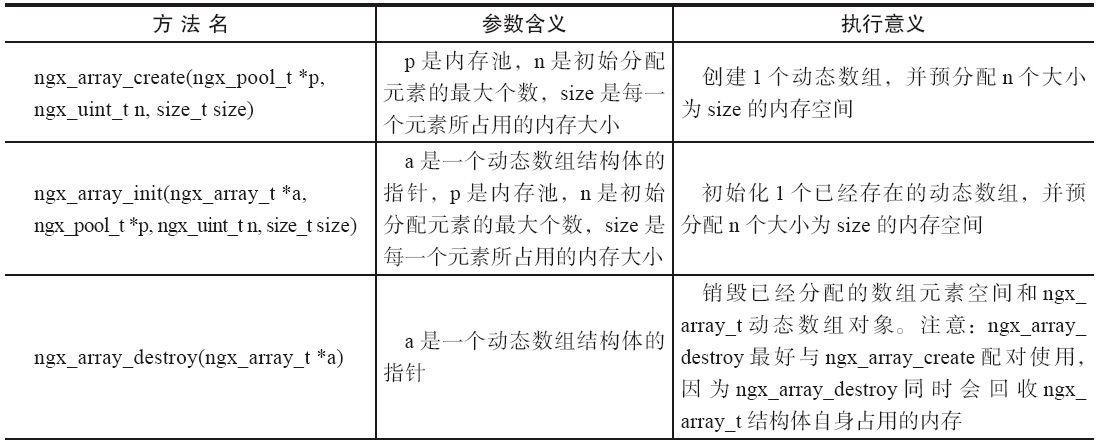 方 法 名
参数含义
执行意义
ngx_array_create(ngx_pool_t *p,
ngx_uint_t n, size_t size)
p 是内存池，n 是初始分配
元素的最大个数，size 是每一
个元素所占用的内存大小
创建 1 个动态数组，并预分配 n 个大小
为 size 的内存空间
ngx_array_init(ngx_array_t *a,
ngx_pool_t *p, ngx_uint_t n, size_t size)
a 是一个动态数组结构体的
指针，p 是内存池，n 是初始
分配元素的最大个数，size 是
每一个元素所占用的内存大小
初始化 1 个已经存在的动态数组，并预
分配 n 个大小为 size 的内存空间
ngx_array_destroy(ngx_array_t *a)
a 是一个动态数组结构体的
指针
销毁已经分配的数组元素空间和 ngx_
array_t 动态数组对象。注意：ngx_array_
destroy 最好与 ngx_array_create 配对使用，
因为 ngx_array_destroy 同时会回收 ngx_
array_t 结构体自身占用的内存